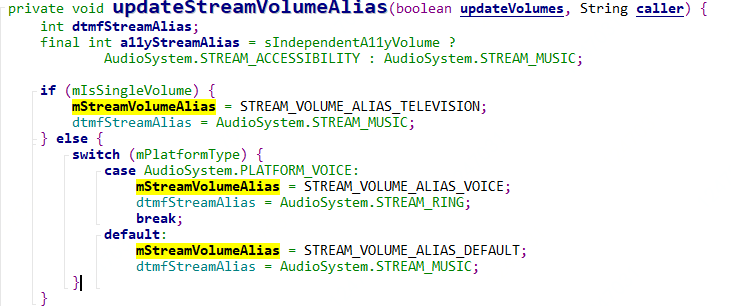 private void updateStreamVolumeAlias(boolean updateVolumes, String caller) {
int dtmfStreamAlias;
final int a11yStreamAlias = sIndependentA11yVolume ?
AudioSystem.STREAM_ACCESSIBILITY : AudioSystem.STREAM_MUSIC;
if (mIsSingleVolume) {
mStreamVolumeAlias = STREAM_VOLUME_ALIAS_TELEVISION;
dtmfStreamAlias = AudioSystem.STREAM_MUSIC;
} else {
switch (mPlatformType) {
case AudioSystem.PLATFORM_VOICE:
mStreamVolumeAlias = STREAM_VOLUME_ALIAS_VOICE;
dtmfStreamAlias = AudioSystem.STREAM_RING;
break;
default:
mStreamVolumeAlias = STREAM_VOLUME_ALIAS_DEFAULT;
dtmfStreamAlias = AudioSystem.STREAM_MUSIC;
}
}